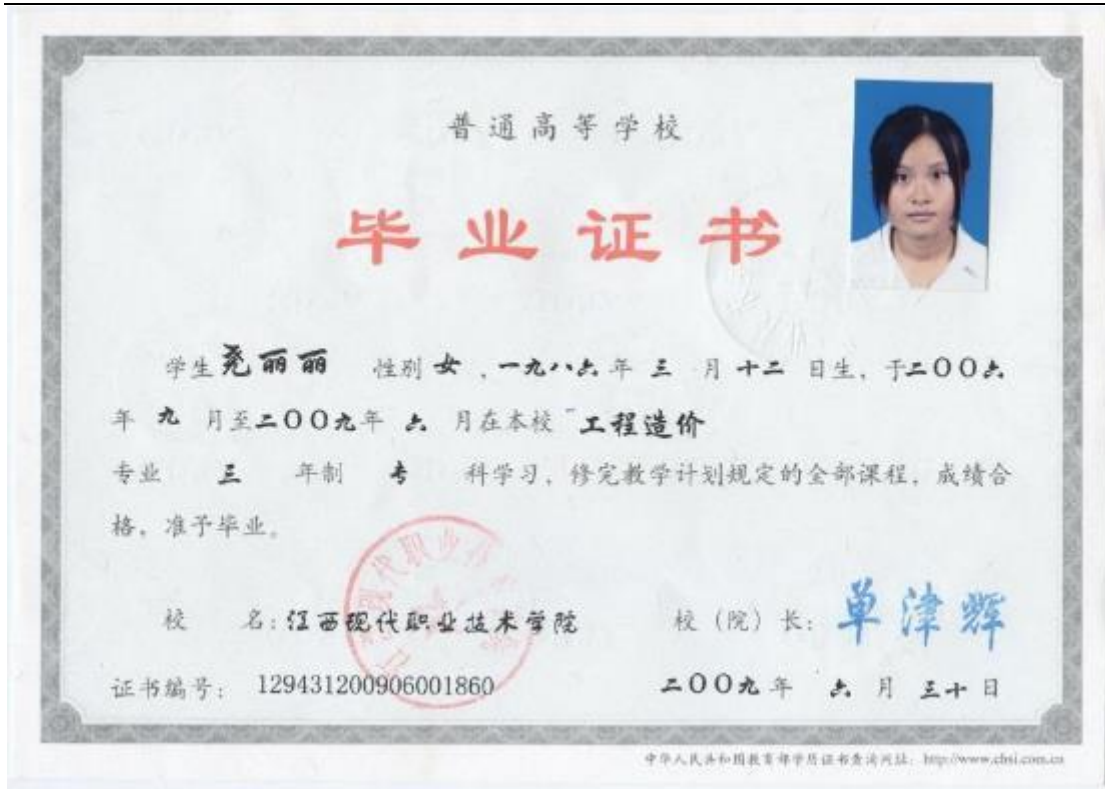 普通高等学校
毕业证书
学生 尧丽丽 性别 女 ，一九八六年 三 月 十二 日生，于二〇〇六
年 九 月至二〇〇九年 六 月在本校 工程造价
专业 三 年制 专 科学习，修完教学计划规定的全部课程，成绩合
格，准予毕业。
校 名：江西现代职业技术学院 校（院）长：单津辉
证书编号： 129431200906001860 二〇〇九年 六 月 三十 日
中华人民共和国教育部学历证书查询网址：http://www.chsi.com.cn